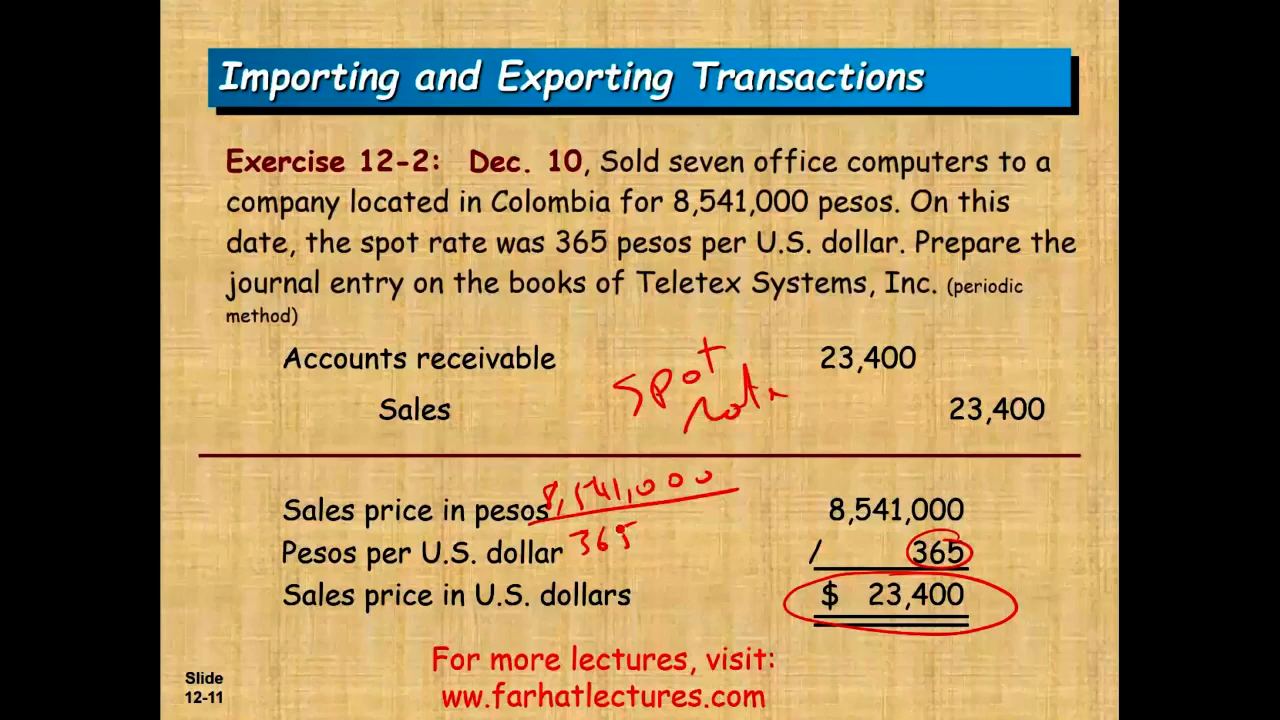 Importing and Exporting Transactions
Exercise 12-2: Dec. 10, Sold seven office computers to a
company located in Colombia for 8,541,000 pesos. On this
date, the spot rate was 365 pesos per U.S. dollar. Prepare the
journal entry on the books of Teletex Systems, Inc. (periodic
method)
Accounts receivable 23,400
spot
rate
Sales 23,400
8,541,000
365
Sales price in pesos 8,541,000
Pesos per U.S. dollar / 365
Sales price in U.S. dollars $ 23,400
For more lectures, visit:
ww.farhatlectures.com
Slide
12-11